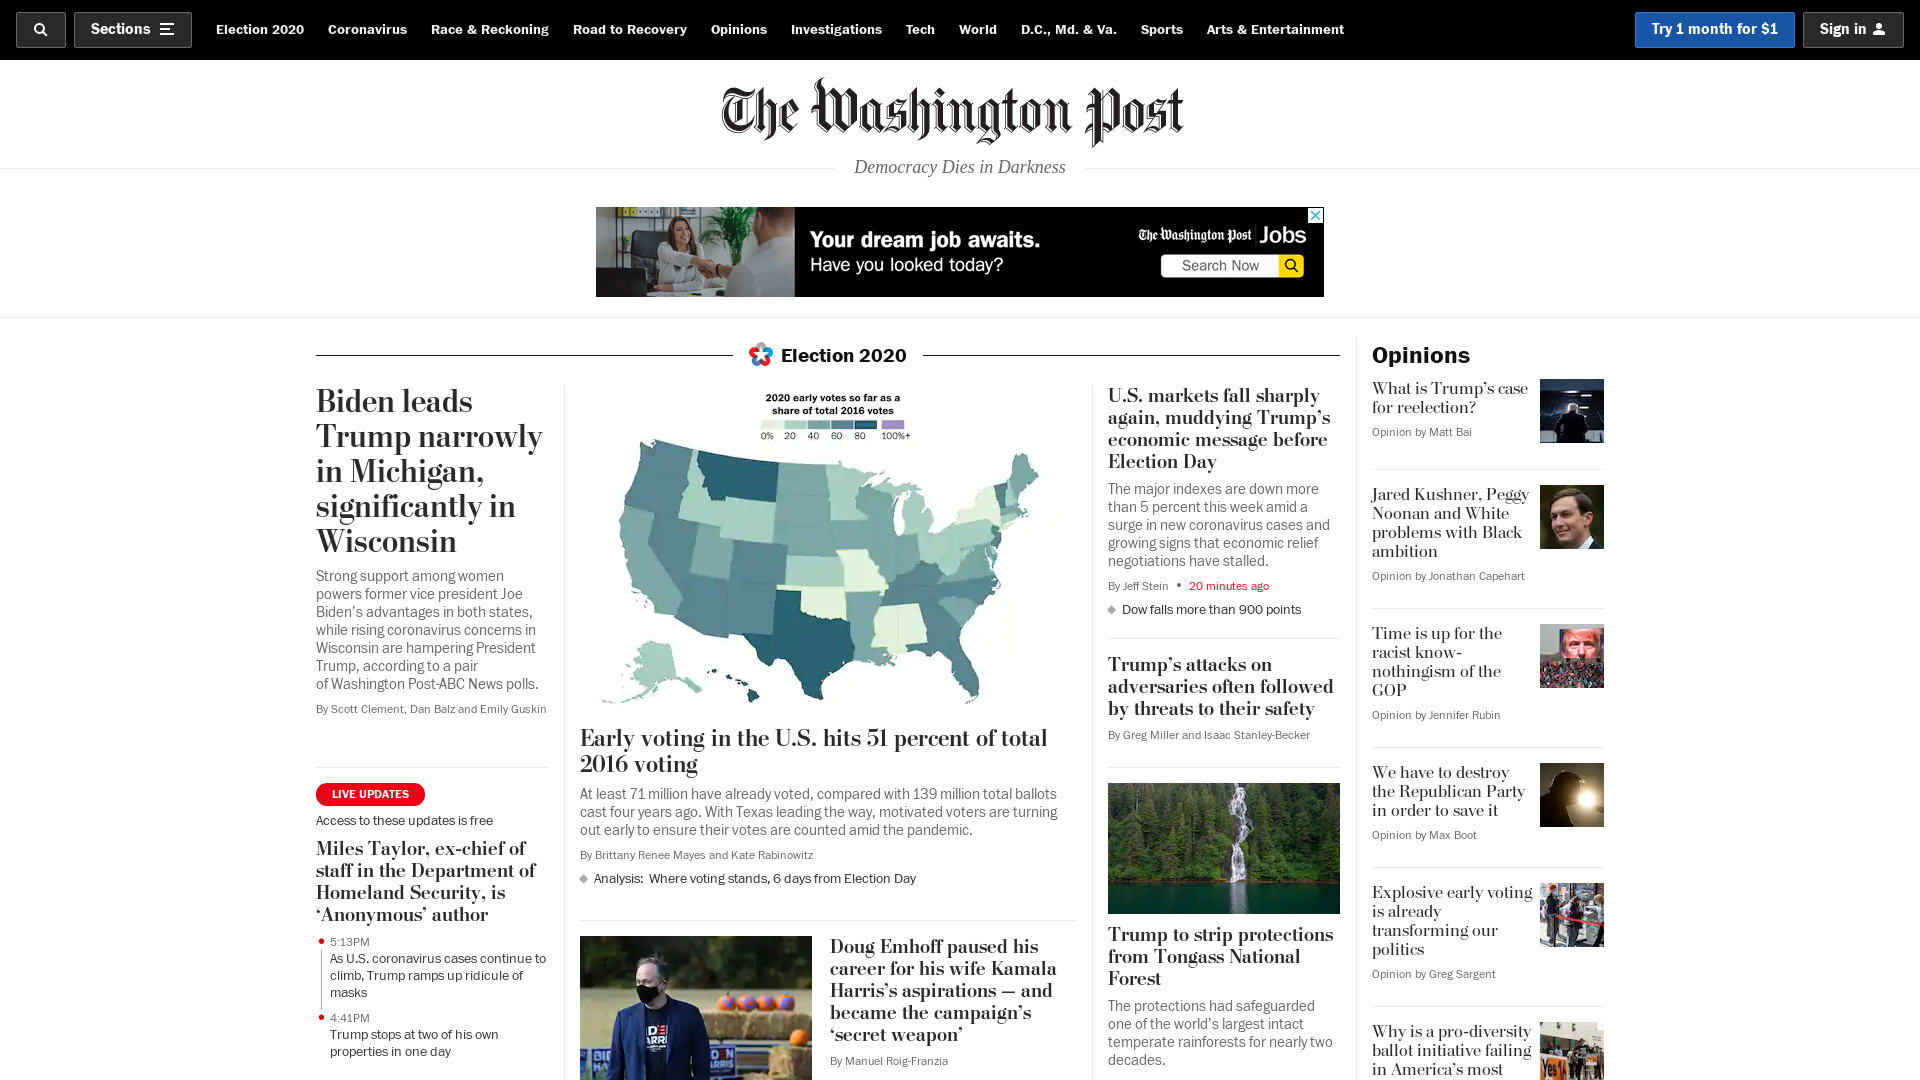 Sections
Election 2020
Coronavirus
Race & Reckoning
Road to Recovery
Opinions
Investigations
Tech
World
D.C., Md. & Va.
Sports
Arts & Entertainment
Try 1 month for $1
Sign in
The Washington Post
Democracy Dies in Darkness
Your dream job awaits.
Have you looked today?
The Washington Post Jobs
Search Now
Election 2020
Biden leads
Trump narrowly
in Michigan,
significantly in
Wisconsin
Strong support among women
powers former vice president Joe
Biden’s advantages in both states,
while rising coronavirus concerns in
Wisconsin are hampering President
Trump, according to a pair
of Washington Post-ABC News polls.
By Scott Clement, Dan Balz and Emily Guskin
LIVE UPDATES
Access to these updates is free
Miles Taylor, ex-chief of
staff in the Department of
Homeland Security, is
‘Anonymous’ author
5:13PM
As U.S. coronavirus cases continue to
climb, Trump ramps up ridicule of
masks
4:41PM
Trump stops at two of his own
properties in one day
2020 early votes so far as a
share of total 2016 votes
0% 20 40 60 80 100%+
Early voting in the U.S. hits 51 percent of total
2016 voting
At least 71 million have already voted, compared with 139 million total ballots
cast four years ago. With Texas leading the way, motivated voters are turning
out early to ensure their votes are counted amid the pandemic.
By Brittany Renee Mayes and Kate Rabinowitz
Analysis: Where voting stands, 6 days from Election Day
Doug Emhoff paused his
career for his wife Kamala
Harris’s aspirations — and
became the campaign’s
‘secret weapon’
By Manuel Roig-Franzia
U.S. markets fall sharply
again, muddying Trump’s
economic message before
Election Day
The major indexes are down more
than 5 percent this week amid a
surge in new coronavirus cases and
growing signs that economic relief
negotiations have stalled.
By Jeff Stein • 20 minutes ago
Dow falls more than 900 points
Trump’s attacks on
adversaries often followed
by threats to their safety
By Greg Miller and Isaac Stanley-Becker
Trump to strip protections
from Tongass National
Forest
The protections had safeguarded
one of the world’s largest intact
temperate rainforests for nearly two
decades.
Opinions
What is Trump’s case
for reelection?
Opinion by Matt Bai
Jared Kushner, Peggy
Noonan and White
problems with Black
ambition
Opinion by Jonathan Capehart
Time is up for the
racist know-
nothingism of the
GOP
Opinion by Jennifer Rubin
We have to destroy
the Republican Party
in order to save it
Opinion by Max Boot
Explosive early voting
is already
transforming our
politics
Opinion by Greg Sargent
Why is a pro-diversity
ballot initiative failing
in America’s most